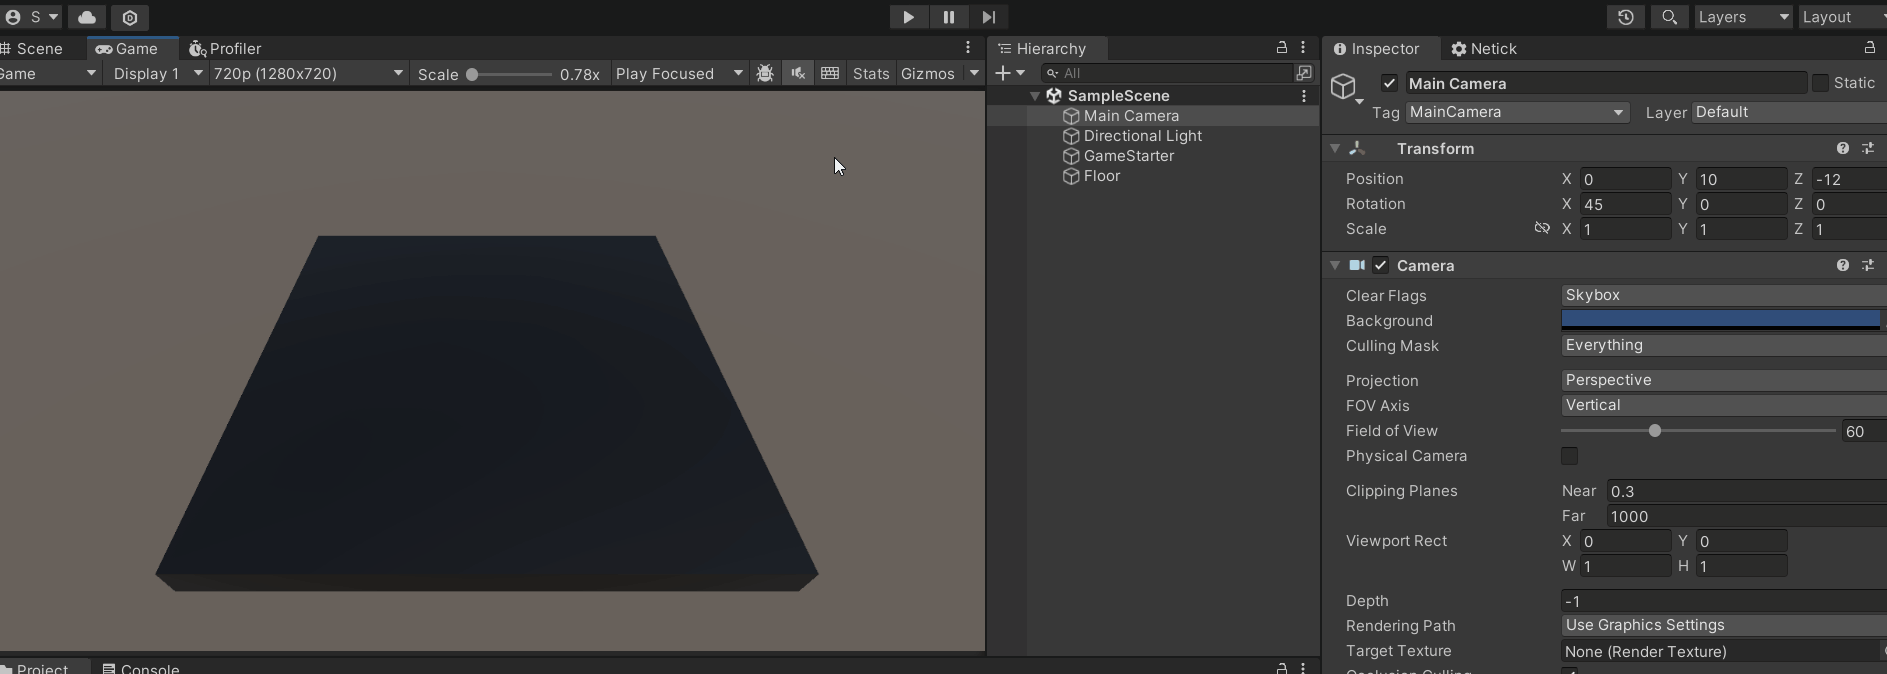 S
Layers
Layout
Scene
Game
Profiler
Game
Display 1
720p (1280x720)
Scale
0.78x
Play Focused
Stats
Gizmos
Hierarchy
All
SampleScene
Main Camera
Directional Light
GameStarter
Floor
Inspector
Netick
Main Camera
Static
Tag MainCamera
Layer Default
Transform
Position X 0 Y 10 Z -12
Rotation X 45 Y 0 Z 0
Scale X 1 Y 1 Z 1
Camera
Clear Flags Skybox
Background
Culling Mask Everything
Projection Perspective
FOV Axis Vertical
Field of View 60
Physical Camera
Clipping Planes Near 0.3
Far 1000
Viewport Rect X 0 Y 0
W 1 H 1
Depth -1
Rendering Path Use Graphics Settings
Target Texture None (Render Texture)
Occlusion Culling
Project
Console